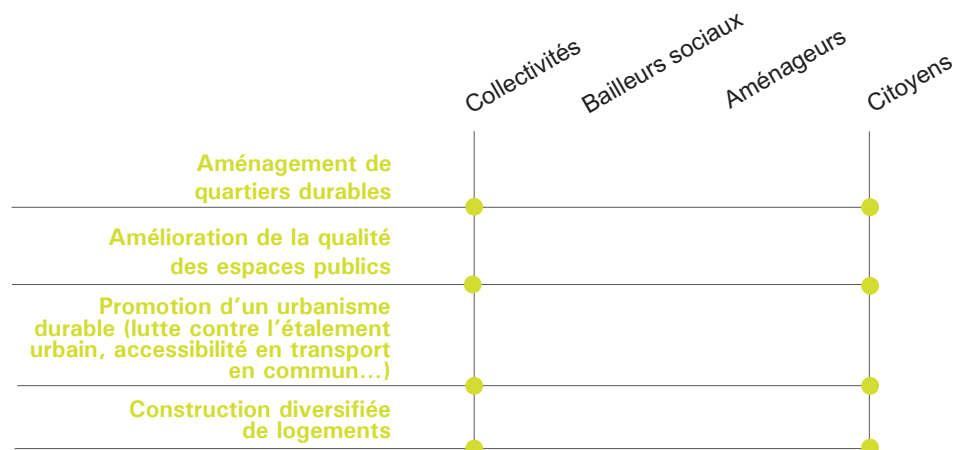 Collectivités
Bailleurs sociaux
Aménageurs
Citoyens
Aménagement de
quartiers durables
Amélioration de la qualité
des espaces publics
Promotion d’un urbanisme
durable (lutte contre l’étalement
urbain, accessibilité en transport
en commun...)
Construction diversifiée
de logements